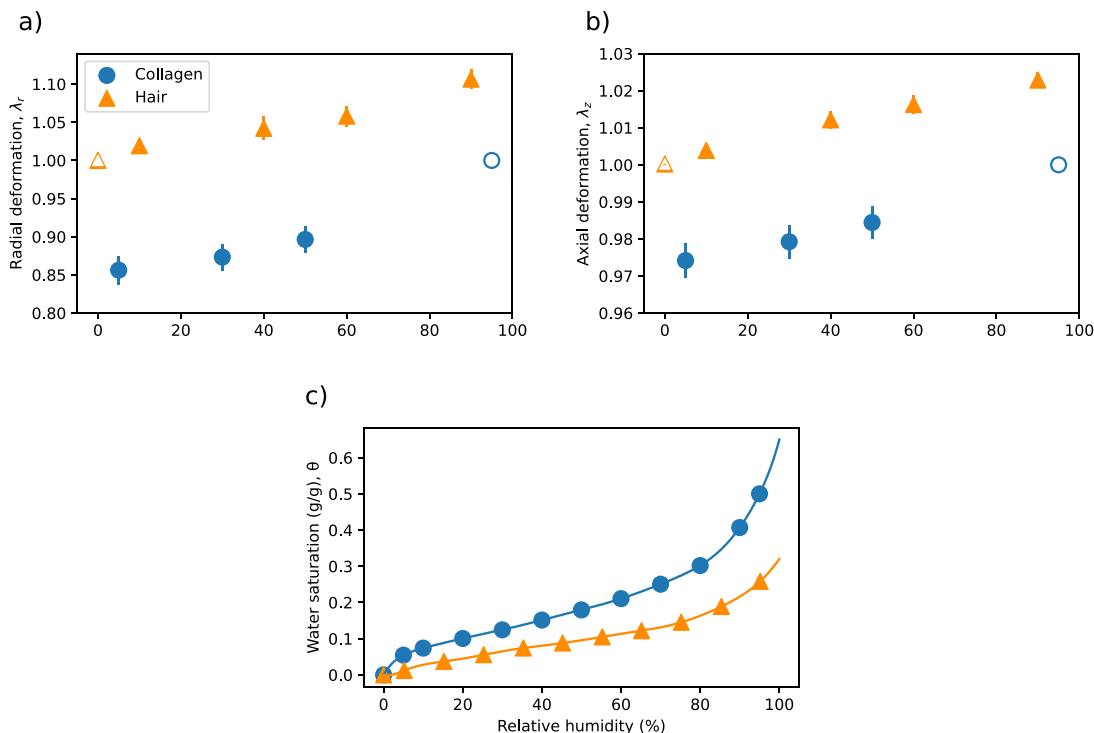 a)
Radial deformation, λr
1.10
1.05
1.00
0.95
0.90
0.85
0.80
Collagen
Hair
0 20 40 60 80 100
b)
Axial deformation, λz
1.03
1.02
1.01
1.00
0.99
0.98
0.97
0.96
0 20 40 60 80 100
c)
Water saturation (g/g), θ
0.6
0.5
0.4
0.3
0.2
0.1
0.0
0 20 40 60 80 100
Relative humidity (%)